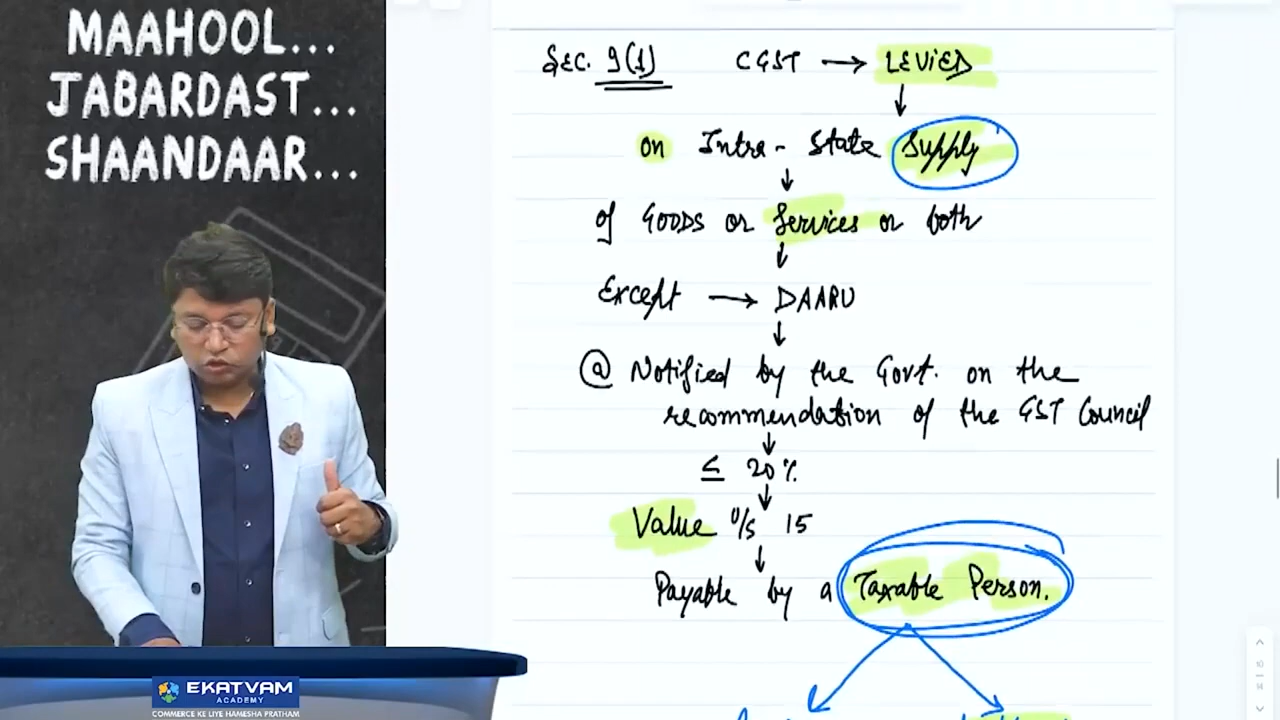 MAAHOOL...
JABARDAST...
SHAANDAAR...
SEC. 9(1) CGST → LEVIED
↓
on Intra-State Supply
↓
of GOODS or Services or both
↓
Except → DAARU
↓
@ Notified by the Govt. on the
recommendation of the GST Council
↓
≤ 20%
↓
Value u/s 15
↓
Payable by a Taxable Person.
EKATVAM
ACADEMY
COMMERCE KE LIYE HAMESHA PRATHAM
10
14